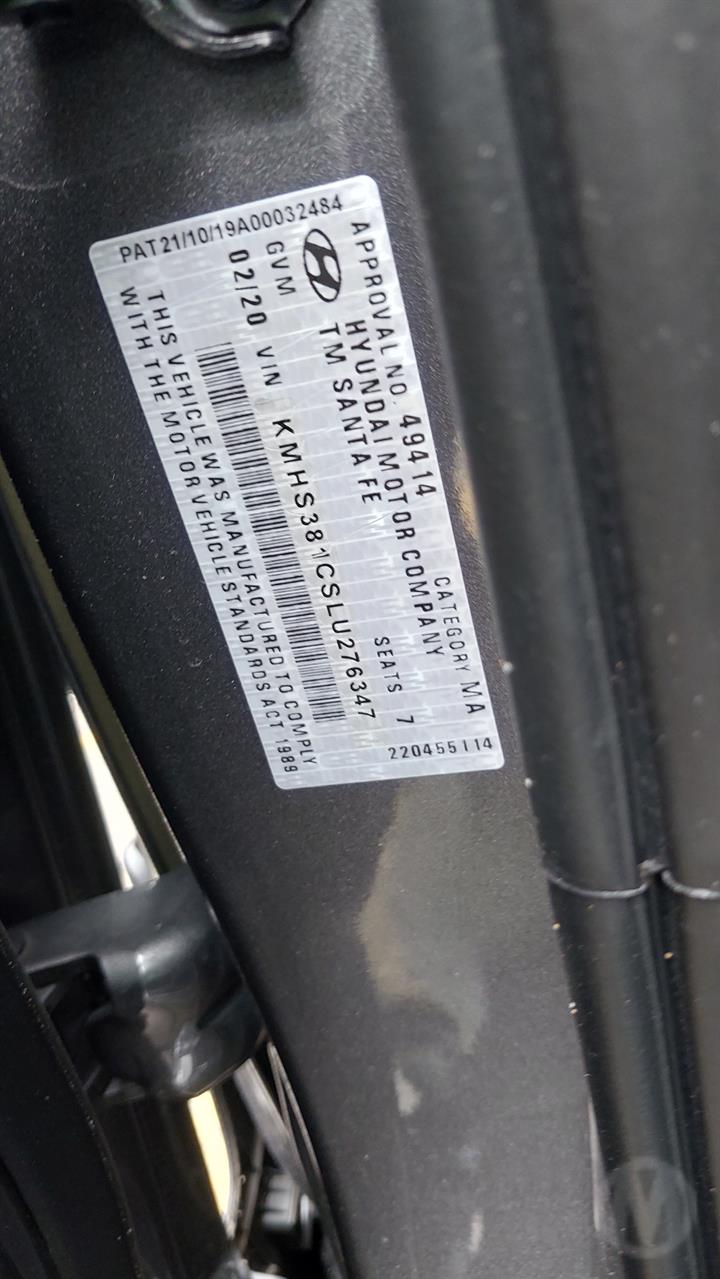 APPROVAL NO. 49414 CATEGORY MA
HYUNDAI MOTOR COMPANY
TM SANTA FE SEATS 7
GVM
02/20 VIN KMHS381CSLU276347
THIS VEHICLE WAS MANUFACTURED TO COMPLY
WITH THE MOTOR VEHICLE STANDARDS ACT 1989
PAT21/10/19A00032484
220455114
V